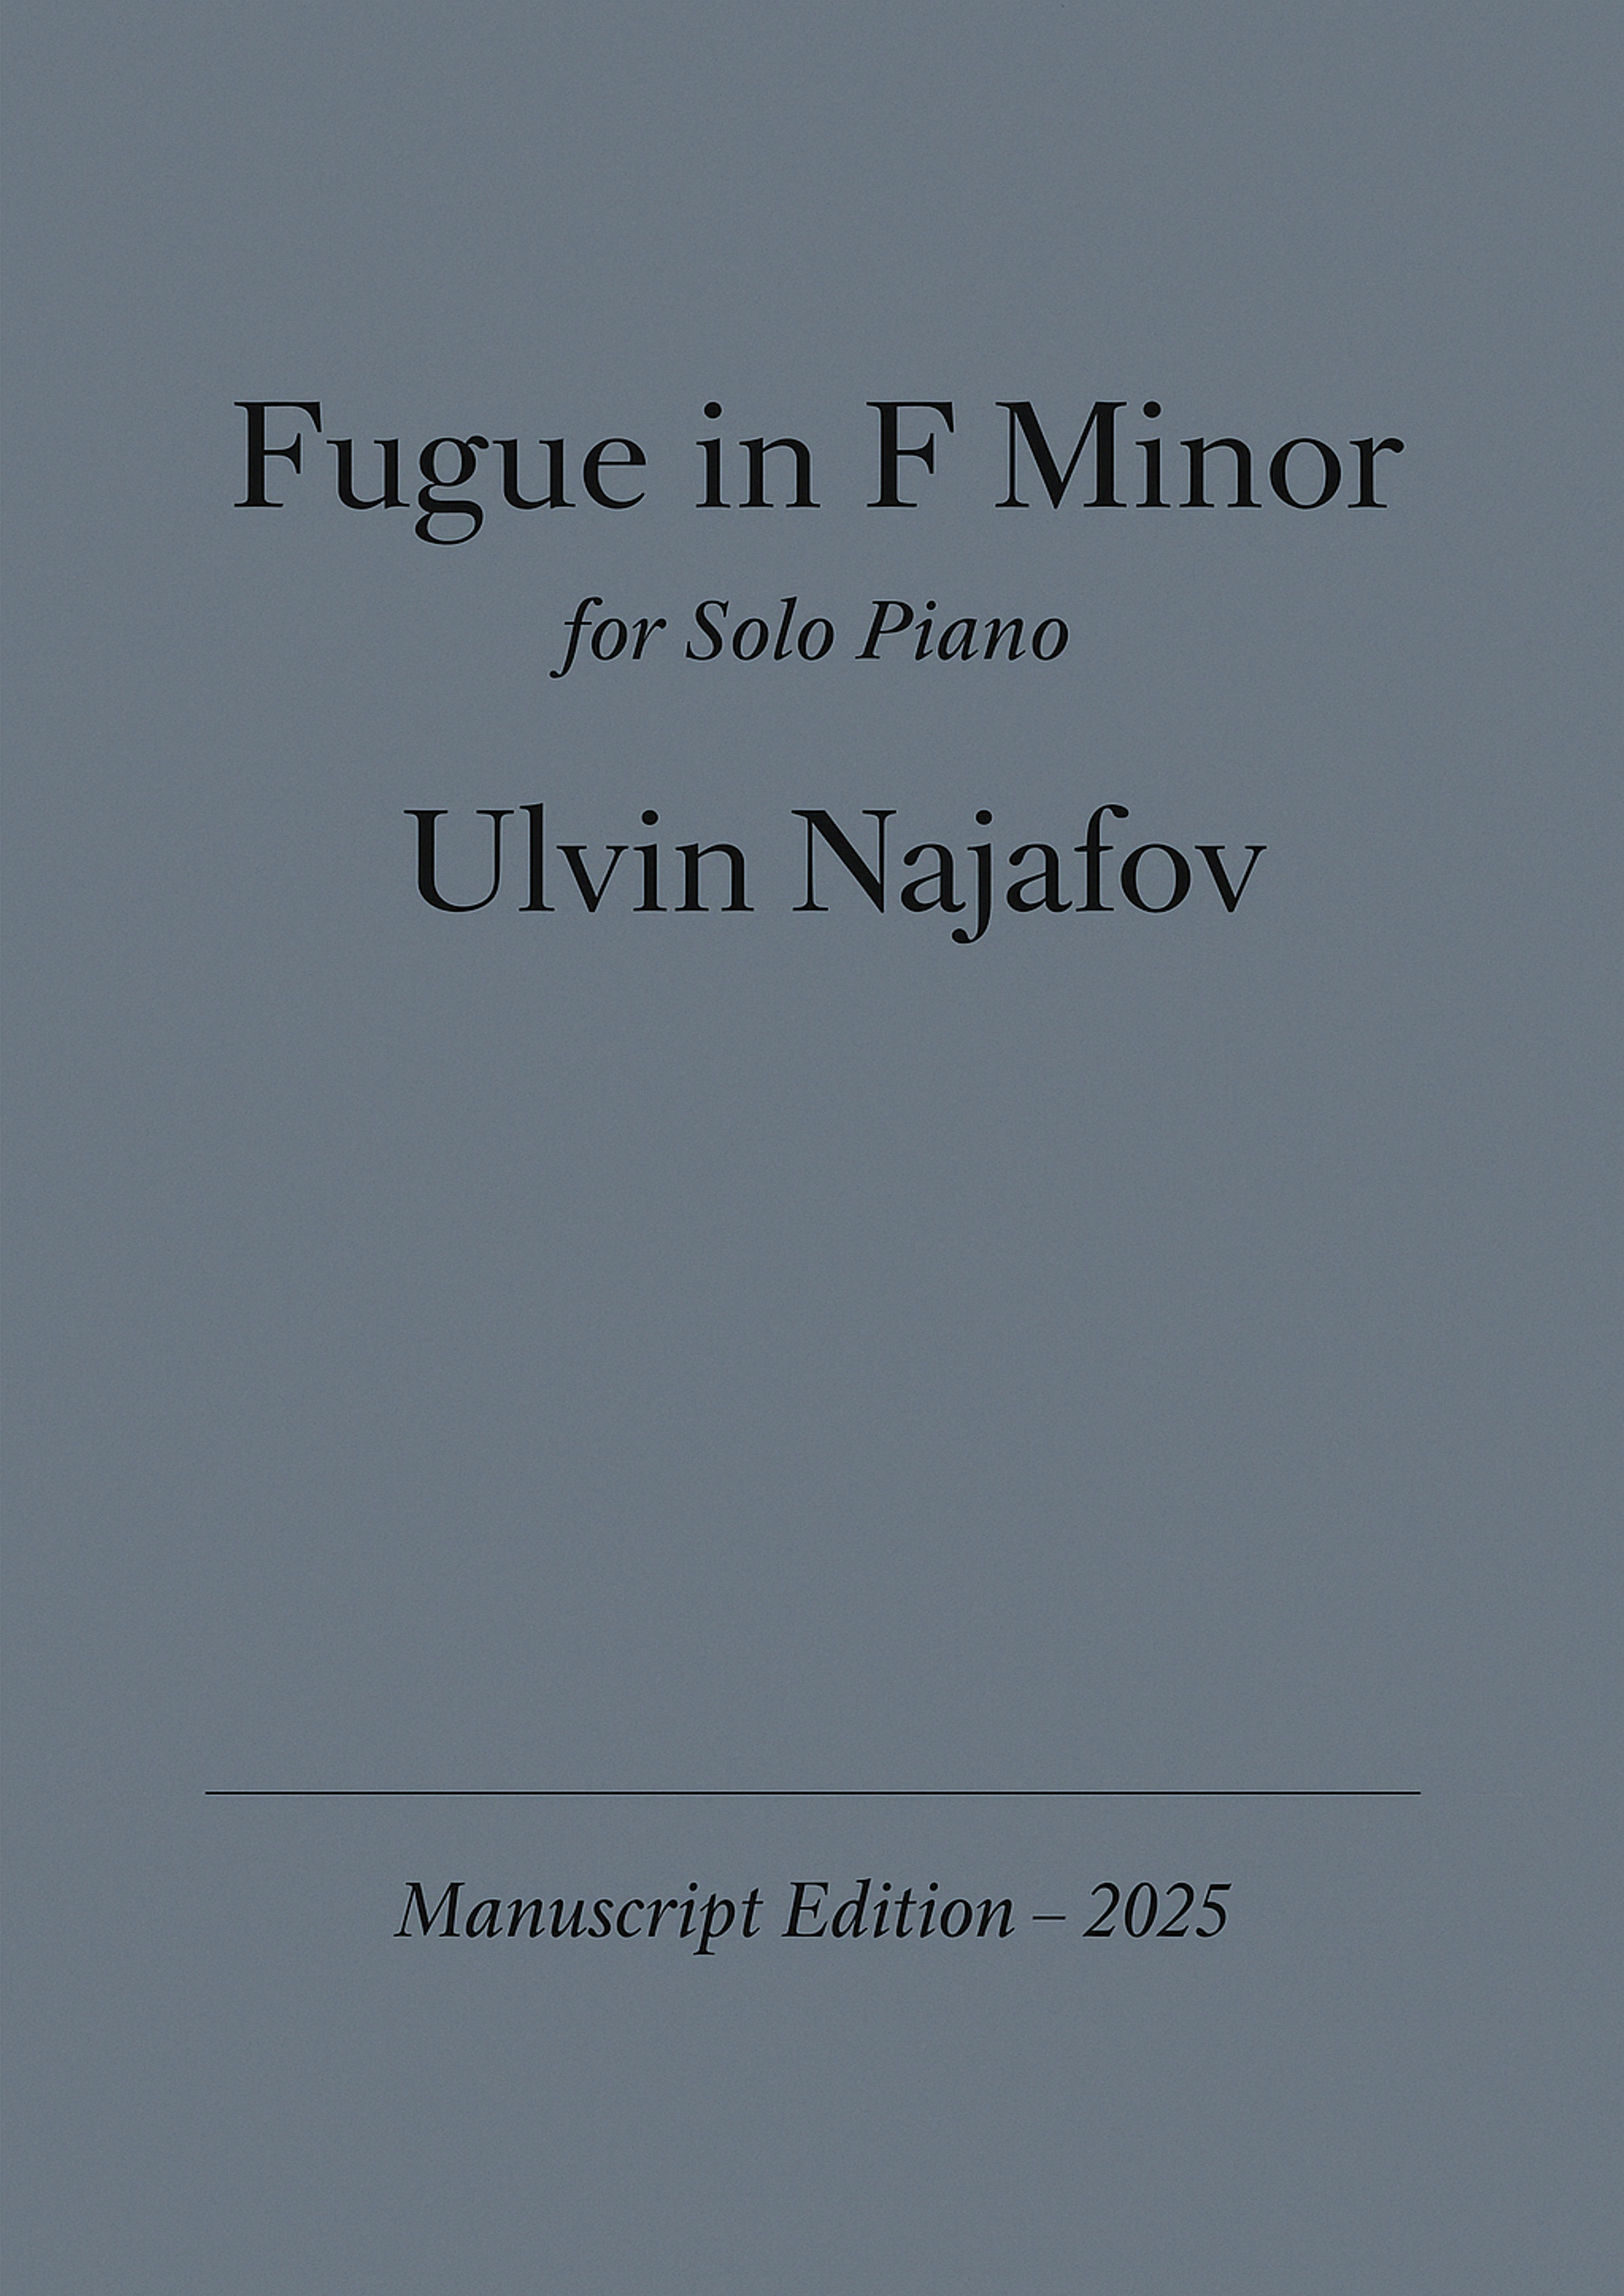 Fugue in F Minor
for Solo Piano
Ulvin Najafov
Manuscript Edition – 2025